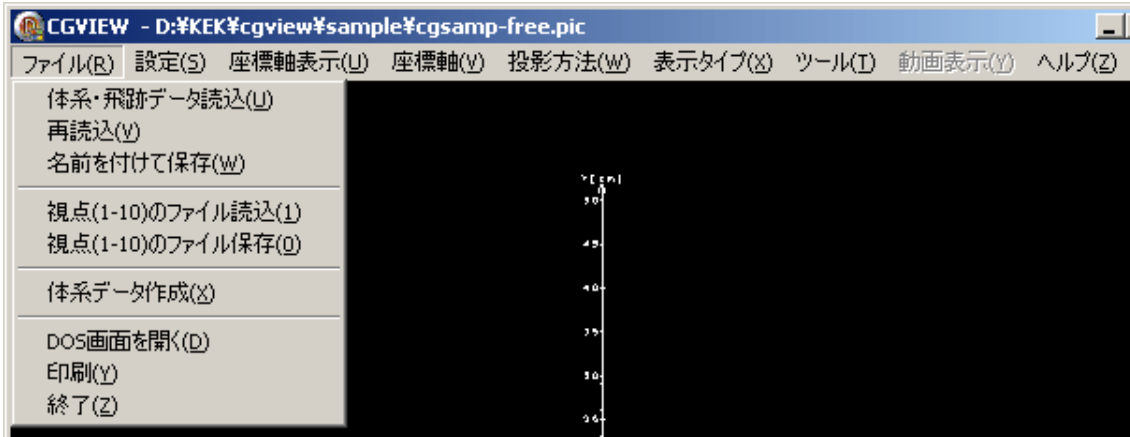 CGVIEW - D:¥KEK¥cgview¥sample¥cgsamp-free.pic
ファイル(R) 設定(S) 座標軸表示(U) 座標軸(V) 投影方法(W) 表示タイプ(X) ツール(T) 動画表示(Y) ヘルプ(Z)
体系・飛跡データ読込(U)
再読込(V)
名前を付けて保存(W)
視点(1-10)のファイル読込(1)
視点(1-10)のファイル保存(0)
体系データ作成(X)
DOS画面を開く(D)
印刷(Y)
終了(Z)
Y[cm]
50
45
40